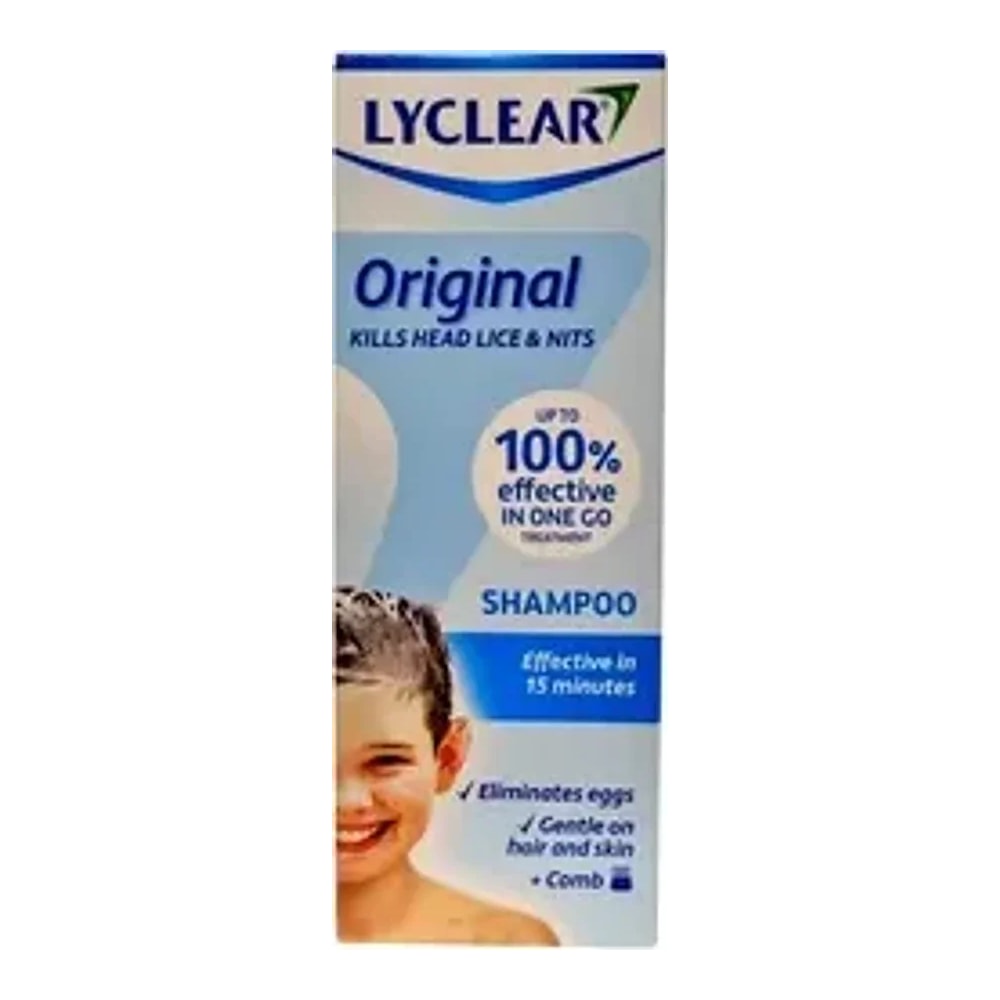 LYCLEAR®
Original
KILLS HEAD LICE & NITS
UP TO
100%
effective
IN ONE GO
TREATMENT
SHAMPOO
Effective in
15 minutes
✓ Eliminates eggs
✓ Gentle on
hair and skin
+ Comb